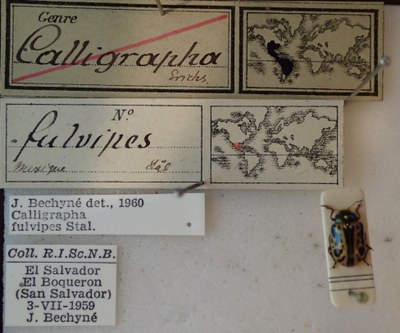 Genre
Calligrapha
Erichs.
Nº
fulvipes
Mexique Stål
J. Bechyné det., 1960
Calligrapha
fulvipes Stal.
Coll. R.I.Sc.N.B.
El Salvador
El Boqueron
(San Salvador)
3-VII-1959
J. Bechyné